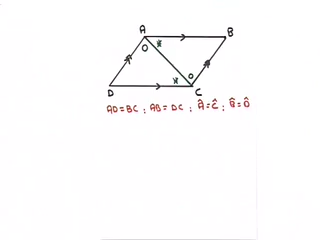 A
B
O
*
O
*
D
C
AD=BC ; AB=DC ; Â=Ĉ ; B̂=D̂